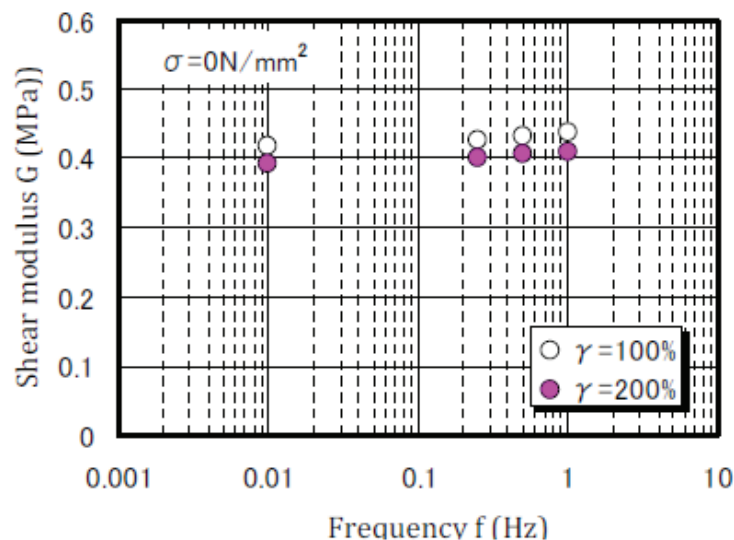 0.6
σ=0N/mm²
0.5
0.4
0.3
0.2
0.1
0
Shear modulus G (MPa))
γ=100%
γ=200%
0.001 0.01 0.1 1 10
Frequency f (Hz)